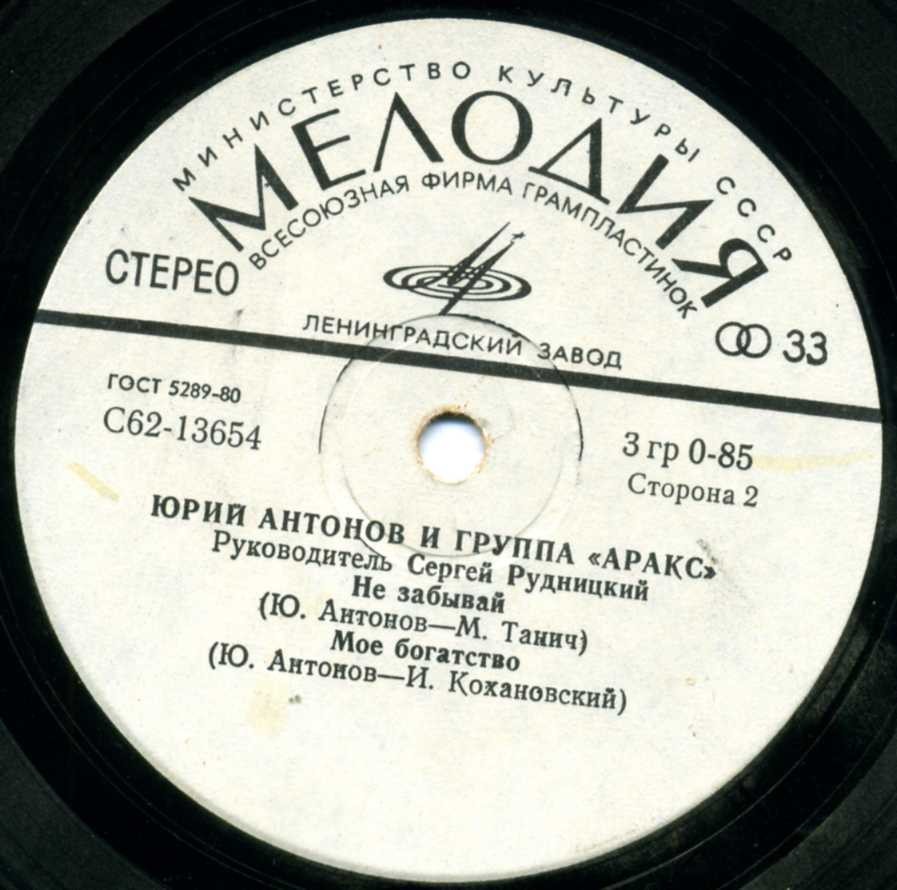 МИНИСТЕРСТВО КУЛЬТУРЫ СССР
МЕЛОДИЯ
ВСЕСОЮЗНАЯ ФИРМА ГРАМПЛАСТИНОК
СТЕРЕО
33
ЛЕНИНГРАДСКИЙ ЗАВОД
ГОСТ 5289-80
С62-13654
3 гр 0-85
Сторона 2
ЮРИЙ АНТОНОВ И ГРУППА «АРАКС»
Руководитель Сергей Рудницкий
Не забывай
(Ю. Антонов—М. Танич)
Мое богатство
(Ю. Антонов—И. Кохановский)